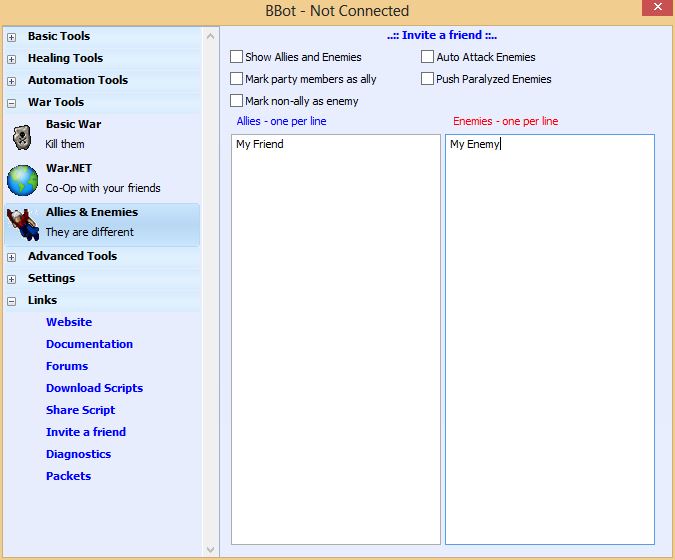 BBot - Not Connected
Basic Tools
Healing Tools
Automation Tools
War Tools
Basic War
Kill them
War.NET
Co-Op with your friends
Allies & Enemies
They are different
Advanced Tools
Settings
Links
Website
Documentation
Forums
Download Scripts
Share Script
Invite a friend
Diagnostics
Packets
..:: Invite a friend ::..
Show Allies and Enemies
Auto Attack Enemies
Mark party members as ally
Push Paralyzed Enemies
Mark non-ally as enemy
Allies - one per line
Enemies - one per line
My Friend
My Enemy